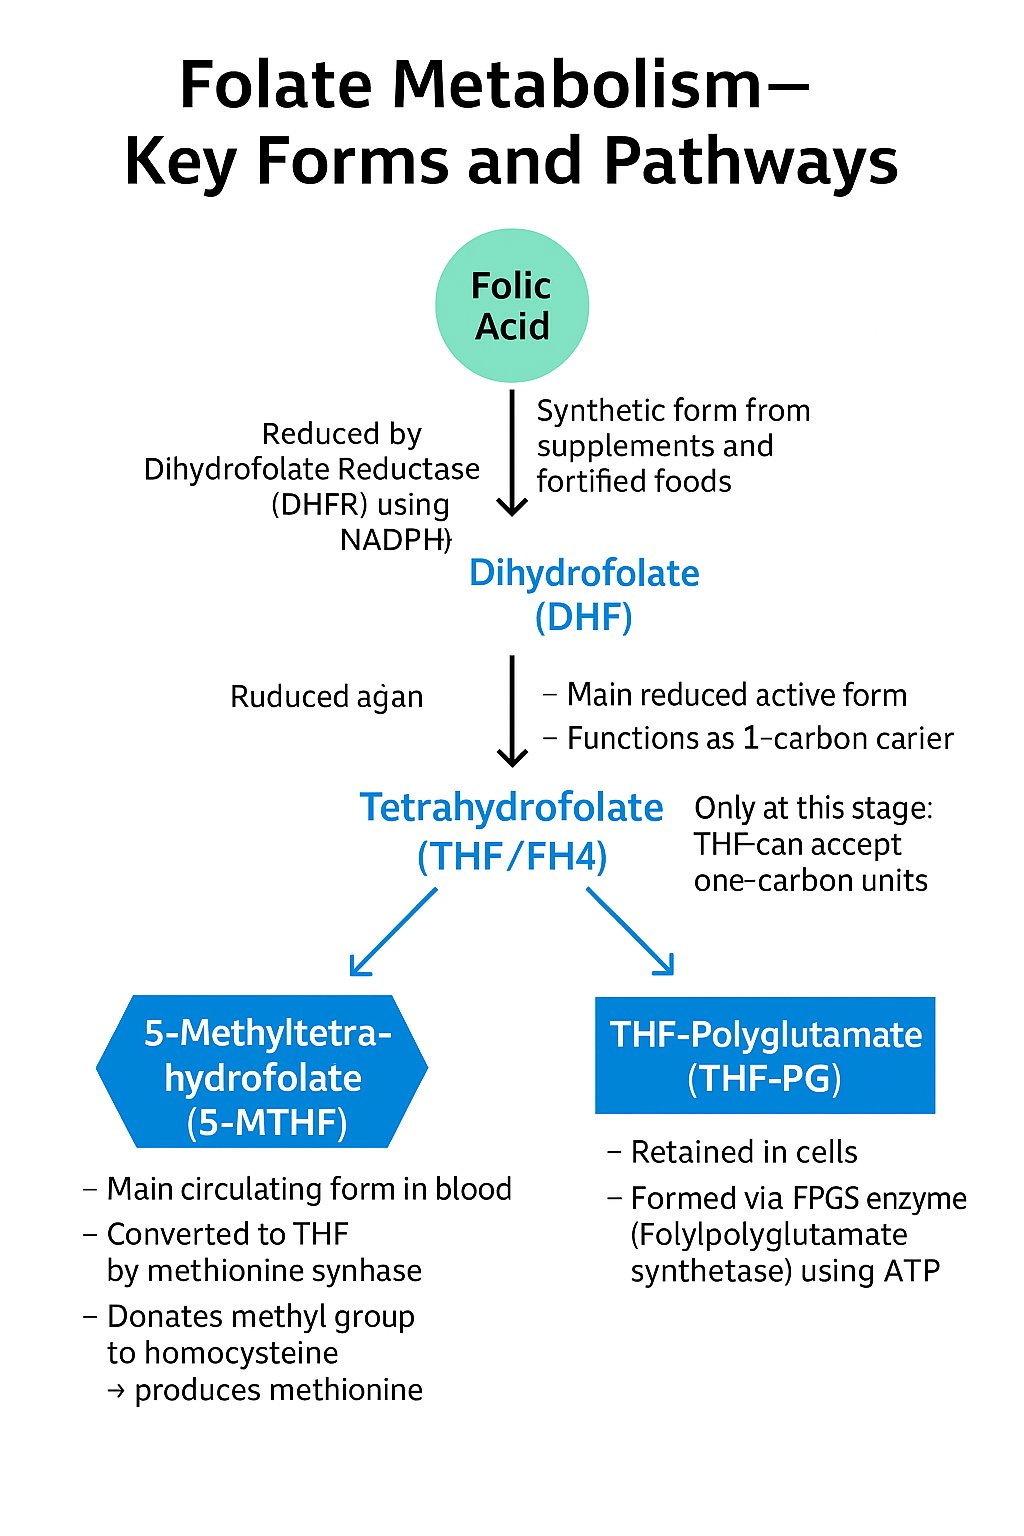 Folate Metabolism—
Key Forms and Pathways
Folic
Acid
Reduced by
Dihydrofolate Reductase
(DHFR) using
NADPH)
Synthetic form from
supplements and
fortified foods
Dihydrofolate
(DHF)
Ruduced agan
– Main reduced active form
– Functions as 1-carbon carier
Tetrahydrofolate
(THF/FH4)
Only at this stage:
THF–can accept
one-carbon units
5-Methyltetra-
hydrofolate
(5-MTHF)
– Main circulating form in blood
– Converted to THF
by methionine synhase
– Donates methyl group
to homocysteine
→ produces methionine
THF-Polyglutamate
(THF-PG)
– Retained in cells
– Formed via FPGS enzyme
(Folylpolyglutamate
synthetase) using ATP